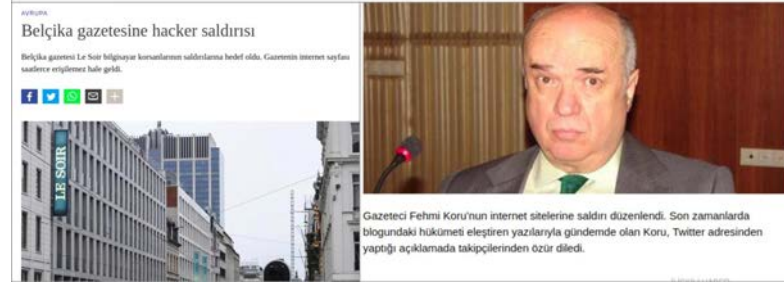 AVRUPA
Belçika gazetesine hacker saldırısı
Belçika gazetesi Le Soir bilgisayar korsanlarının saldırılarına hedef oldu. Gazetenin internet sayfası
saatlerce erişilemez hale geldi.
LE SOIR
Gazeteci Fehmi Koru'nun internet sitelerine saldırı düzenlendi. Son zamanlarda
blogundaki hükümeti eleştiren yazılarıyla gündemde olan Koru, Twitter adresinden
yaptığı açıklamada takipçilerinden özür diledi.